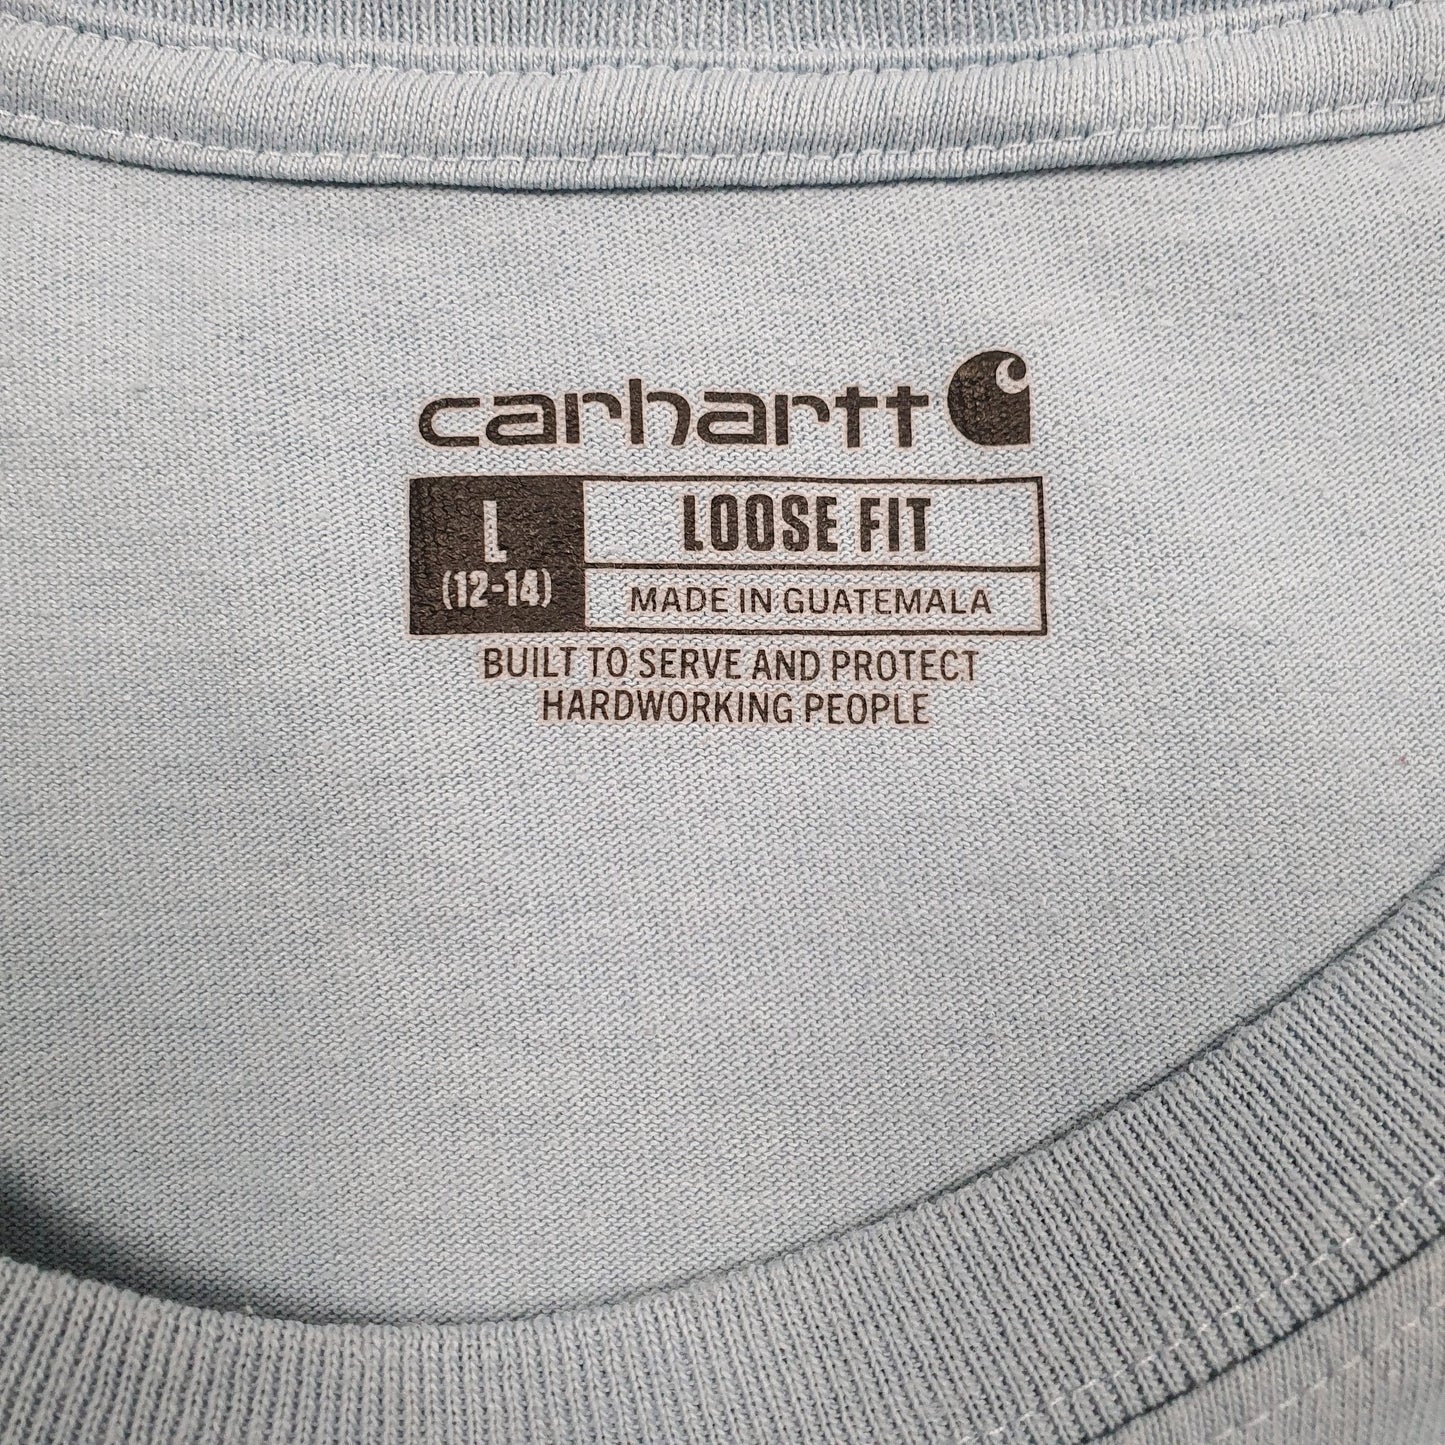 carhartt
L
(12-14)
LOOSE FIT
MADE IN GUATEMALA
BUILT TO SERVE AND PROTECT
HARDWORKING PEOPLE